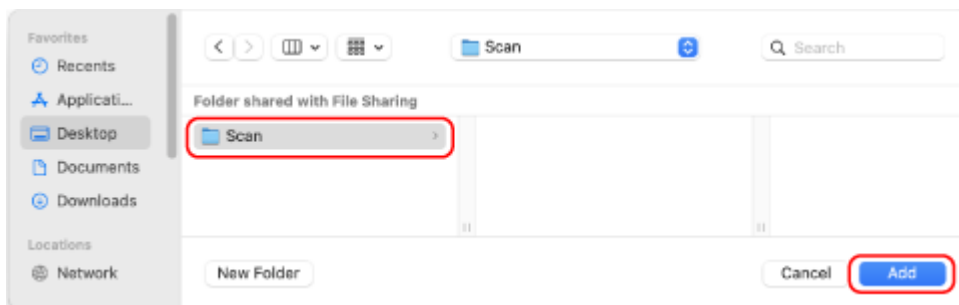 Favorites
Recents
Applicati...
Desktop
Documents
Downloads
Locations
Network
Scan
Search
Folder shared with File Sharing
Scan
New Folder
Cancel
Add